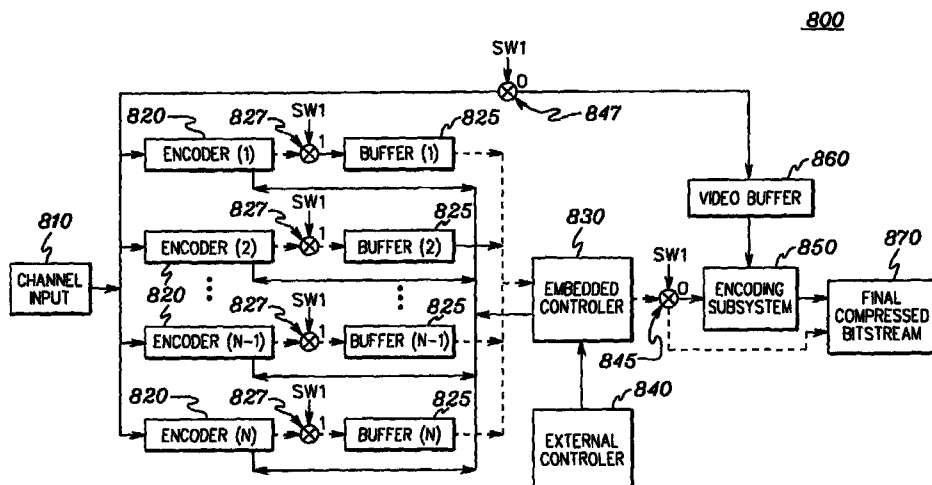 800
SW1
0
847
820
827
SW1
1
825
ENCODER (1)
BUFFER (1)
860
VIDEO BUFFER
827
SW1
1
825
810
ENCODER (2)
BUFFER (2)
830
850
870
CHANNEL INPUT
820
827
SW1
1
825
EMBEDDED CONTROLER
SW1
0
845
ENCODING SUBSYSTEM
FINAL COMPRESSED BITSTREAM
ENCODER (N-1)
BUFFER (N-1)
820
827
SW1
1
825
840
ENCODER (N)
BUFFER (N)
EXTERNAL CONTROLER